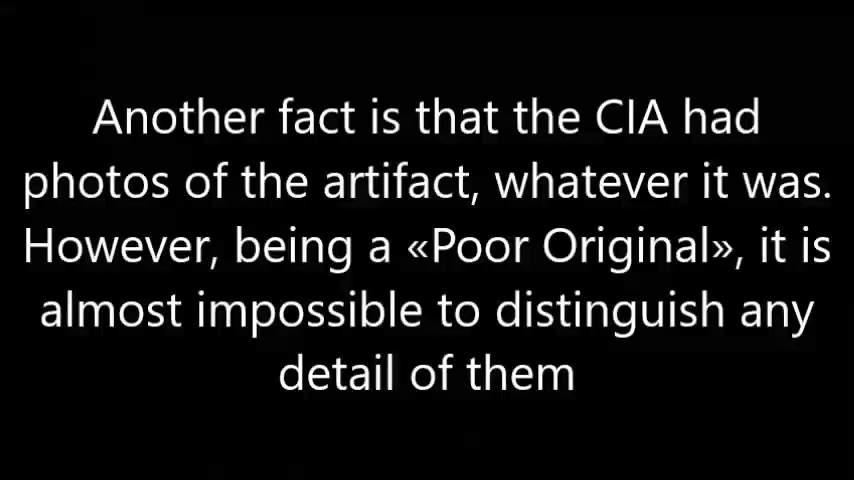 Another fact is that the CIA had
photos of the artifact, whatever it was.
However, being a «Poor Original», it is
almost impossible to distinguish any
detail of them